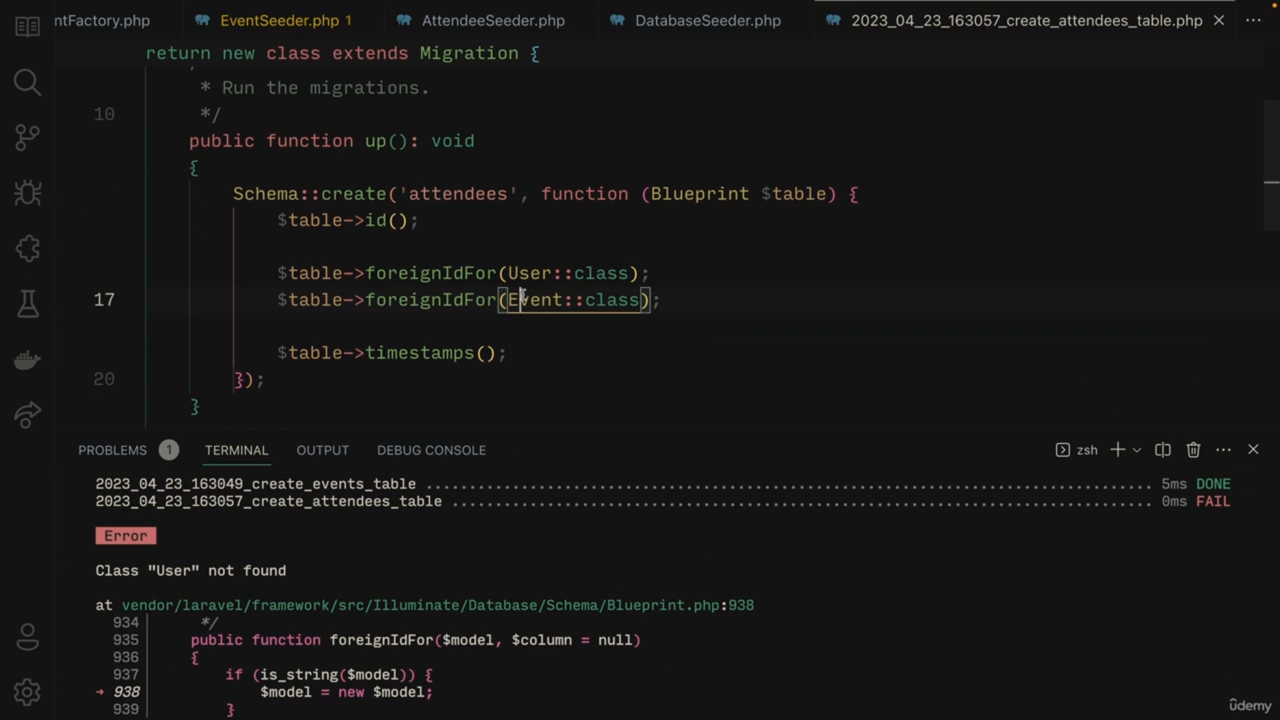 ntFactory.php EventSeeder.php 1 AttendeeSeeder.php DatabaseSeeder.php 2023_04_23_163057_create_attendees_table.php
return new class extends Migration {
* Run the migrations.
10 */
public function up(): void
{
Schema::create('attendees', function (Blueprint $table) {
$table->id();
$table->foreignIdFor(User::class);
17 $table->foreignIdFor(Event::class);
$table->timestamps();
20 });
}
PROBLEMS 1 TERMINAL OUTPUT DEBUG CONSOLE zsh
2023_04_23_163049_create_events_table ........................................................................ 5ms DONE
2023_04_23_163057_create_attendees_table ..................................................................... 0ms FAIL
Error
Class "User" not found
at vendor/laravel/framework/src/Illuminate/Database/Schema/Blueprint.php:938
934 */
935 public function foreignIdFor($model, $column = null)
936 {
937 if (is_string($model)) {
→ 938 $model = new $model;
939 }
ûdemy